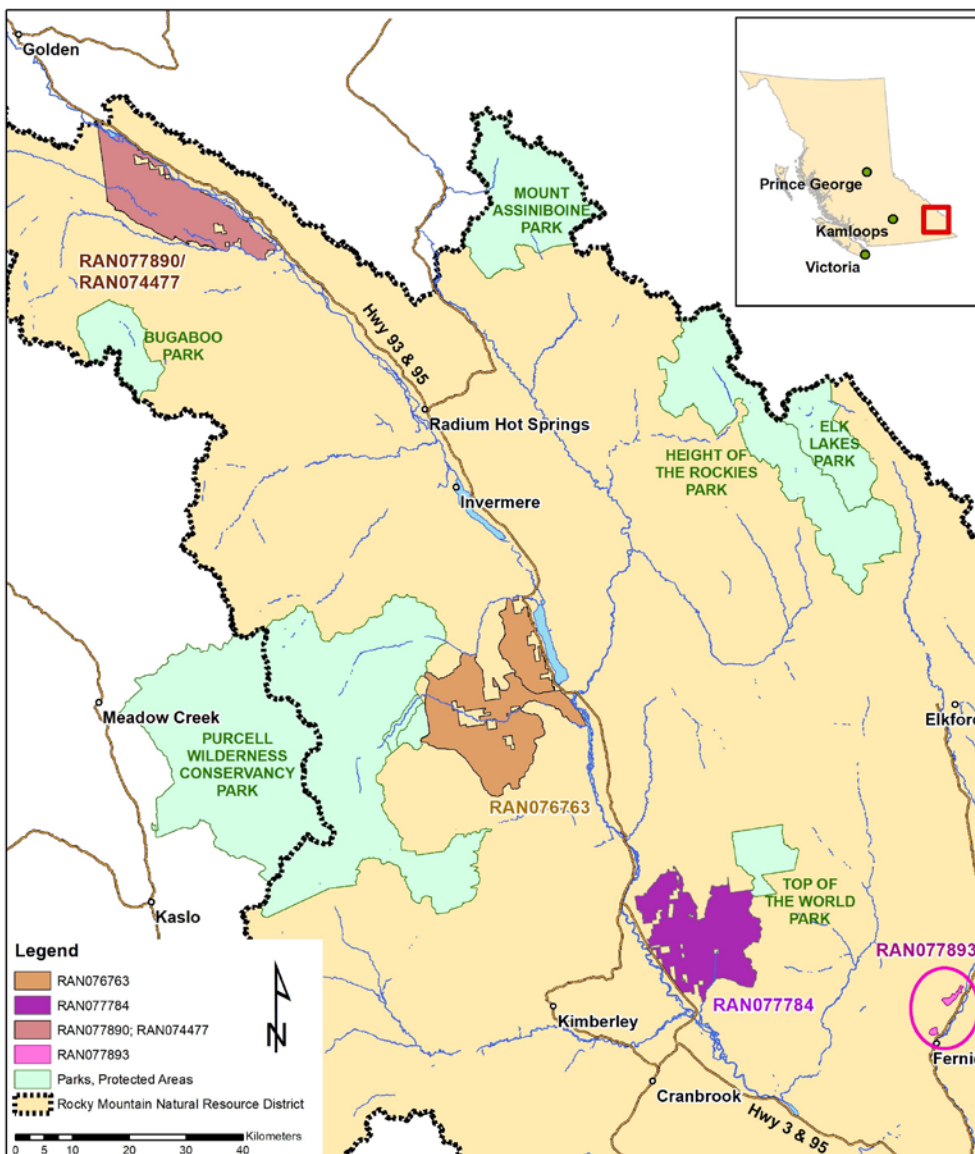 Golden
Prince George
Kamloops
Victoria
MOUNT
ASSINIBOINE
PARK
RAN077890/
RAN074477
BUGABOO
PARK
Hwy 93 & 95
Radium Hot Springs
HEIGHT OF
THE ROCKIES
PARK
ELK
LAKES
PARK
Invermere
Meadow Creek
PURCELL
WILDERNESS
CONSERVANCY
PARK
Elkford
RAN076763
TOP OF
THE WORLD
PARK
Kaslo
RAN077893
RAN077784
Kimberley
Fernie
Cranbrook
Hwy 3 & 95
Legend
RAN076763
RAN077784
RAN077890; RAN074477
RAN077893
Parks, Protected Areas
Rocky Mountain Natural Resource District
N
Kilometers
0 5 10 20 30 40